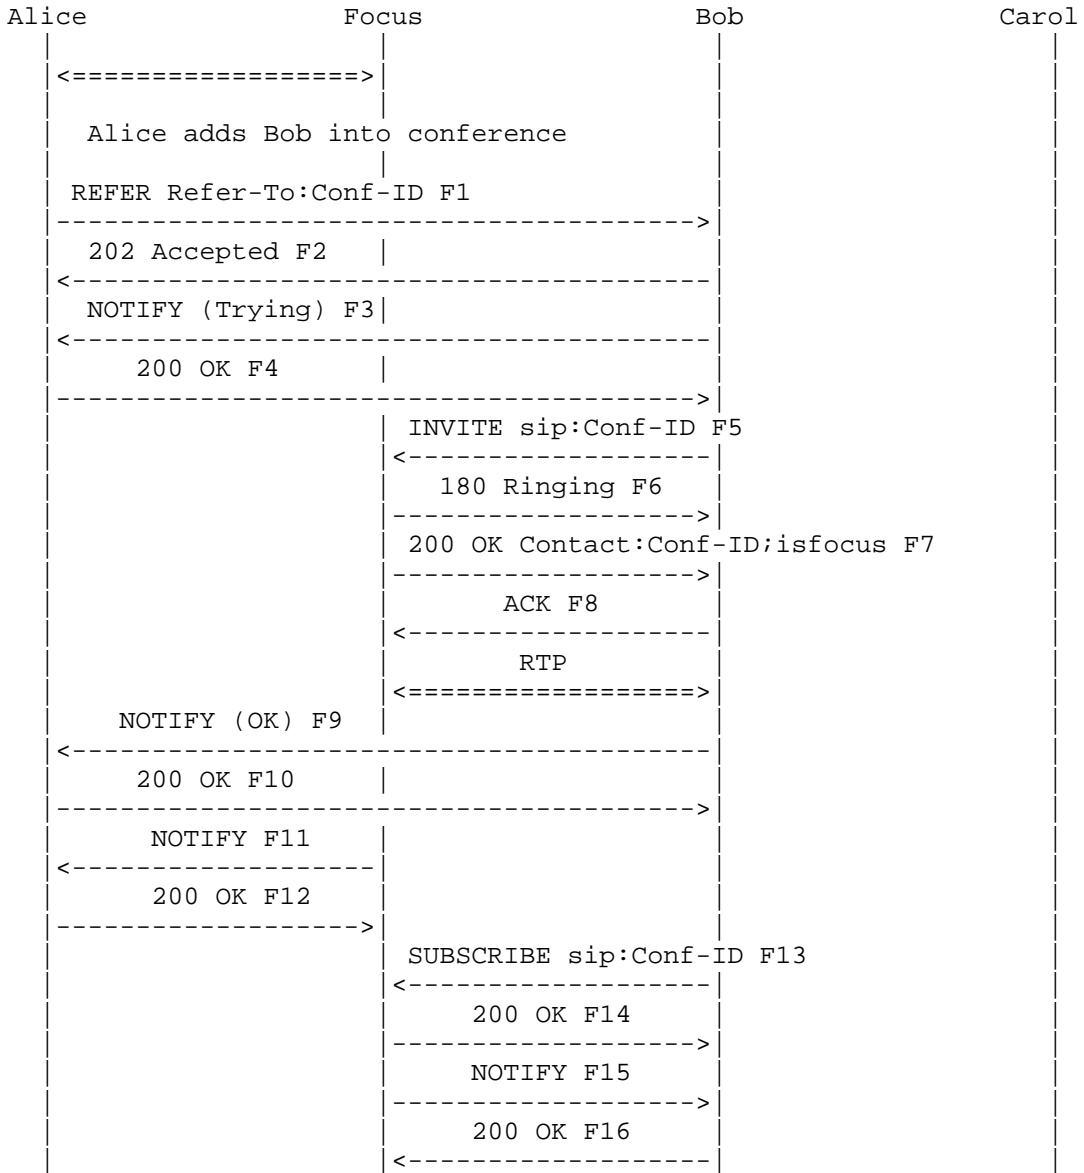 Alice Focus Bob Carol
Alice adds Bob into conference
REFER Refer-To:Conf-ID F1
202 Accepted F2
NOTIFY (Trying) F3
200 OK F4
INVITE sip:Conf-ID F5
180 Ringing F6
200 OK Contact:Conf-ID;isfocus F7
ACK F8
RTP
NOTIFY (OK) F9
200 OK F10
NOTIFY F11
200 OK F12
SUBSCRIBE sip:Conf-ID F13
200 OK F14
NOTIFY F15
200 OK F16